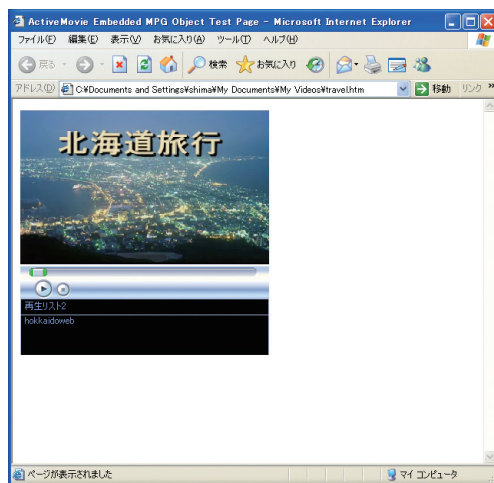 ActiveMovie Embedded MPG Object Test Page - Microsoft Internet Explorer
ファイル(F) 編集(E) 表示(V) お気に入り(A) ツール(T) ヘルプ(H)
戻る 検索 お気に入り
アドレス(D) C:¥Documents and Settings¥shima¥My Documents¥My Videos¥travel.htm 移動 リンク »
北海道旅行
再生リスト2
hokkaidoweb
ページが表示されました マイ コンピュータ